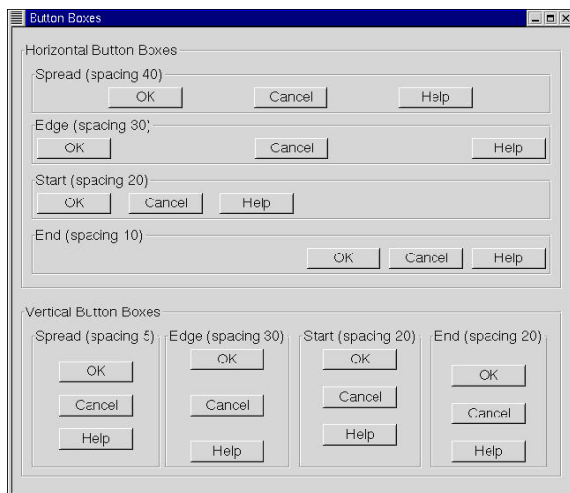 Button Boxes
Horizontal Button Boxes
Spread (spacing 40)
OK Cancel Help
Edge (spacing 30)
OK Cancel Help
Start (spacing 20)
OK Cancel Help
End (spacing 10)
OK Cancel Help
Vertical Button Boxes
Spread (spacing 5)
OK
Cancel
Help
Edge (spacing 30)
OK
Cancel
Help
Start (spacing 20)
OK
Cancel
Help
End (spacing 20)
OK
Cancel
Help